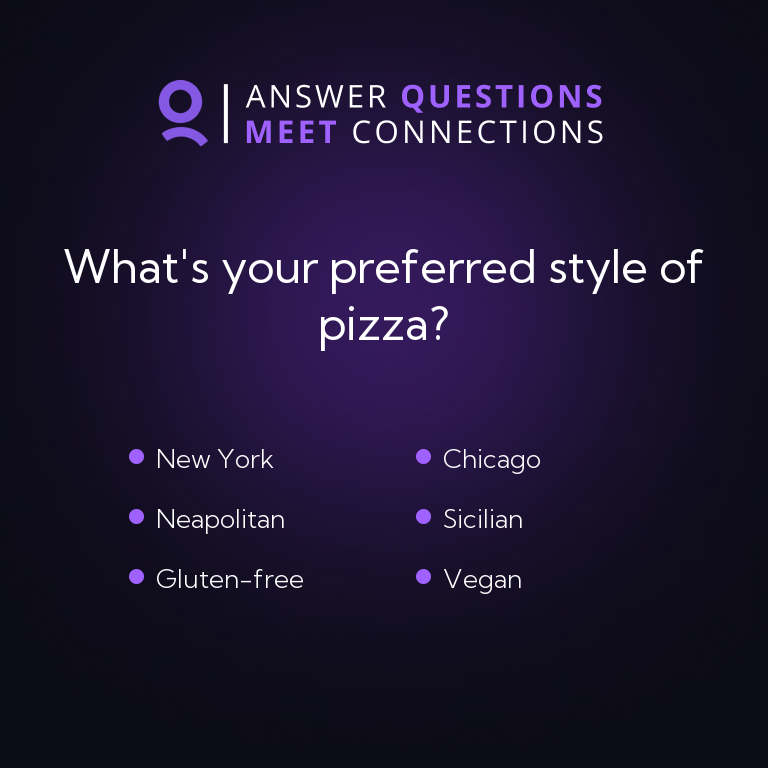 ANSWER QUESTIONS
MEET CONNECTIONS
What's your preferred style of
pizza?
New York
Chicago
Neapolitan
Sicilian
Gluten-free
Vegan